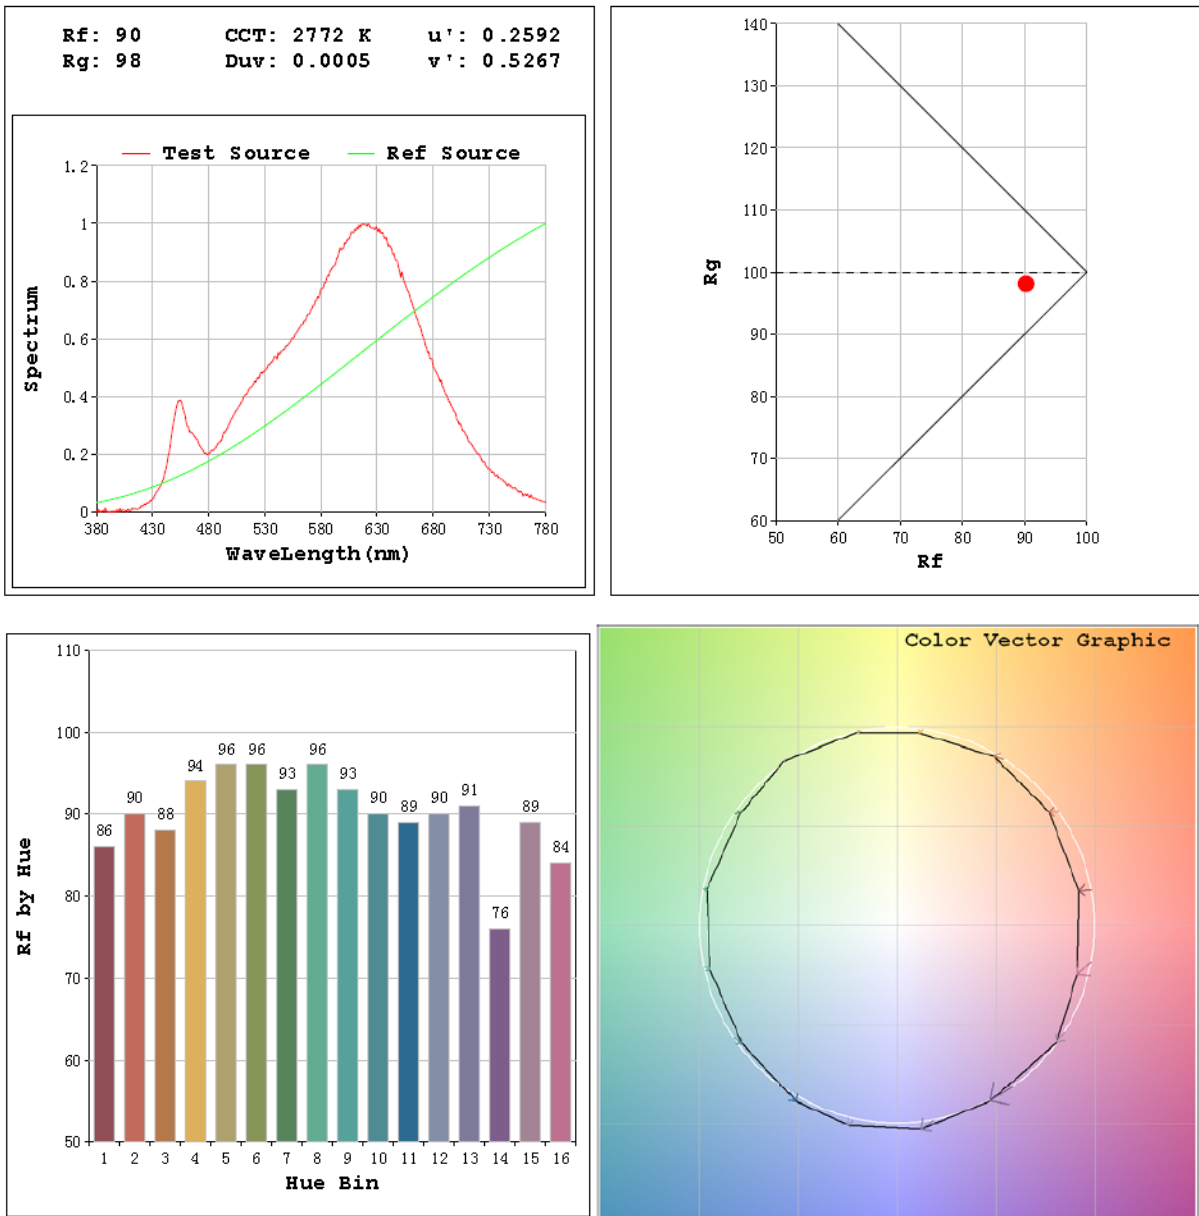 Rf: 90 CCT: 2772 K u': 0.2592
Rg: 98 Duv: 0.0005 v': 0.5267
Test Source Ref Source
1.2
1
0.8
0.6
0.4
0.2
0
380 430 480 530 580 630 680 730 780
Spectrum
WaveLength(nm)
140
130
120
110
100
90
80
70
60
50 60 70 80 90 100
Rg
Rf
110
100
90
80
70
60
50
86 90 88 94 96 96 93 96 93 90 89 90 91 76 89 84
1 2 3 4 5 6 7 8 9 10 11 12 13 14 15 16
Rf by Hue
Hue Bin
Color Vector Graphic